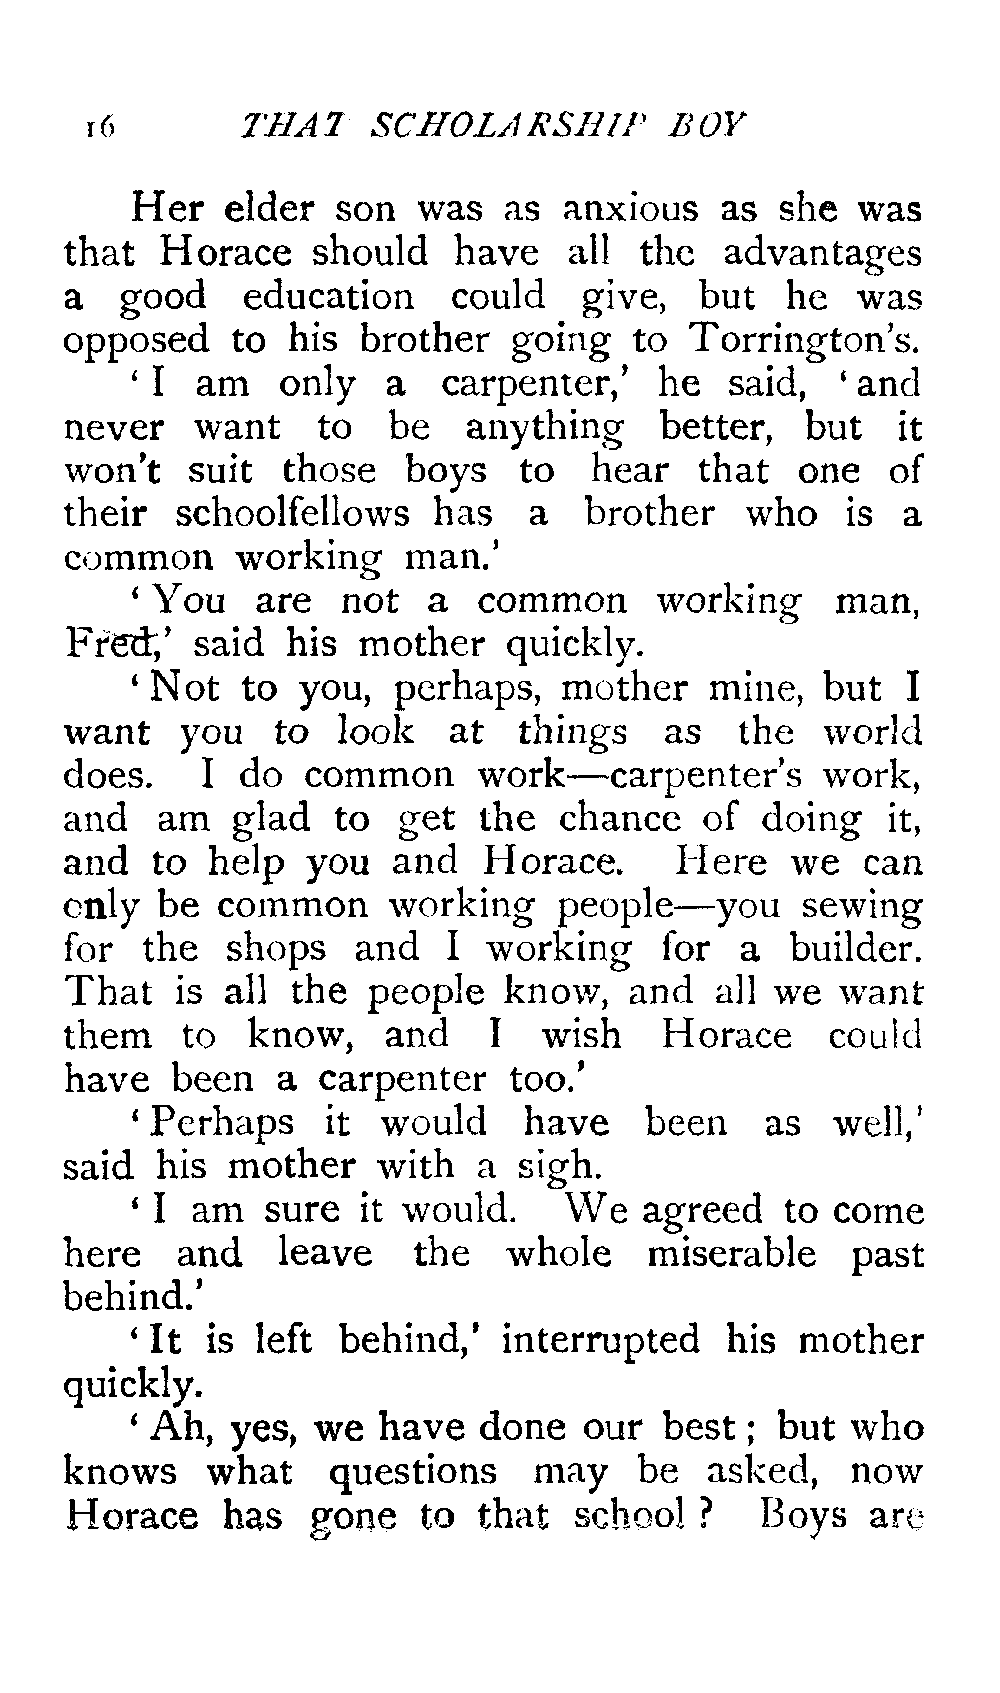 16 THAT SCHOLARSHIP BOY
Her elder son was as anxious as she was
that Horace should have all the advantages
a good education could give, but he was
opposed to his brother going to Torrington's.
‘I am only a carpenter,’ he said, ‘and
never want to be anything better, but it
won't suit those boys to hear that one of
their schoolfellows has a brother who is a
common working man.’
‘You are not a common working man,
Fred,’ said his mother quickly.
‘Not to you, perhaps, mother mine, but I
want you to look at things as the world
does. I do common work—carpenter's work,
and am glad to get the chance of doing it,
and to help you and Horace. Here we can
only be common working people—you sewing
for the shops and I working for a builder.
That is all the people know, and all we want
them to know, and I wish Horace could
have been a carpenter too.’
‘Perhaps it would have been as well,’
said his mother with a sigh.
‘I am sure it would. We agreed to come
here and leave the whole miserable past
behind.’
‘It is left behind,’ interrupted his mother
quickly.
‘Ah, yes, we have done our best; but who
knows what questions may be asked, now
Horace has gone to that school? Boys are